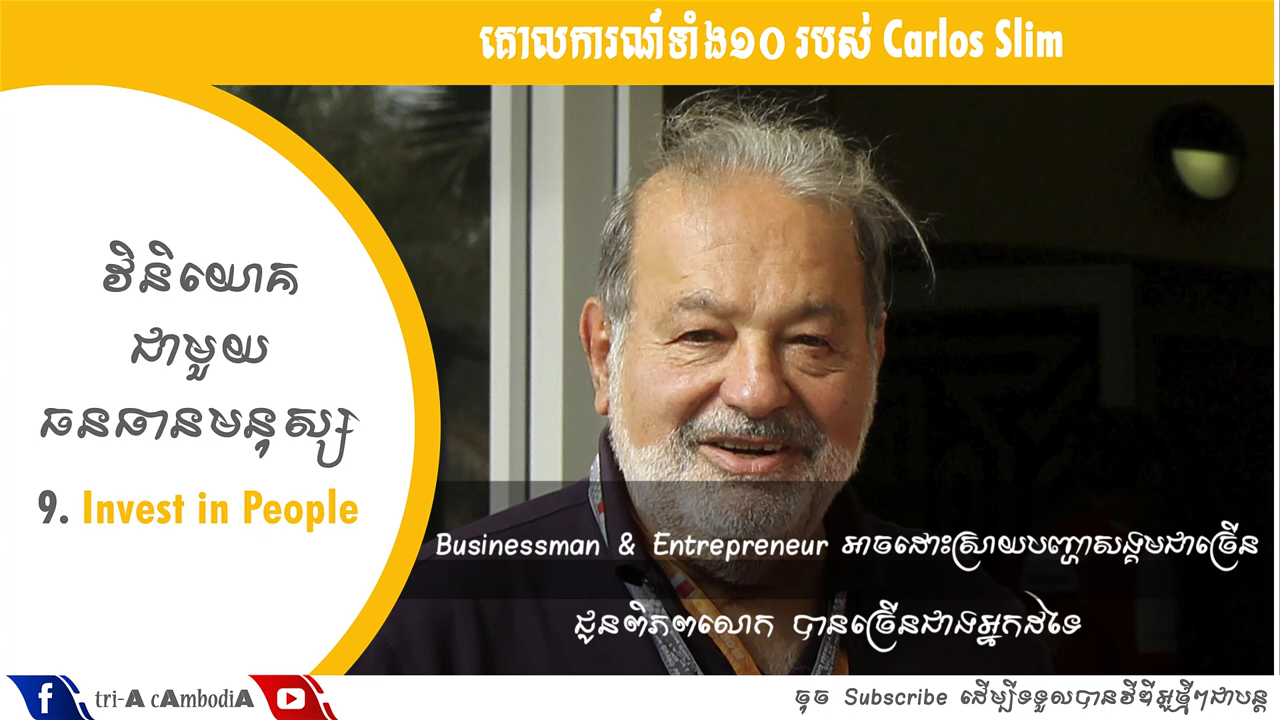 គោលការណ៍ទាំង១០ របស់ Carlos Slim
វិនិយោគ
ជាមួយ
ធនធានមនុស្ស
9. Invest in People
Businessman & Entrepreneur អាចដោះស្រាយបញ្ហាសង្គមជាច្រើន
ជូនពិភពលោក បានច្រើនជាងអ្នកដទៃ
tri-A cAmbodiA
ចុច Subscribe ដើម្បីទទួលបានវីឌីអូថ្មីៗជាបន្ត